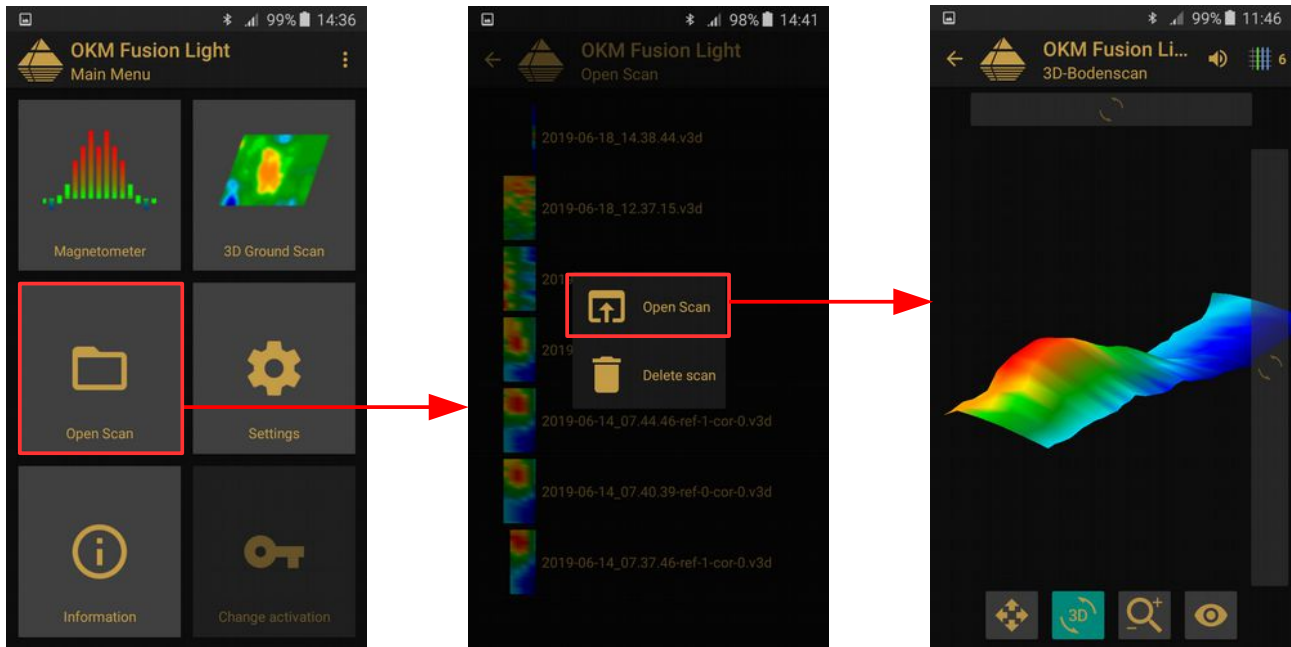 99% 14:36
OKM Fusion Light
Main Menu
Magnetometer
3D Ground Scan
Open Scan
Settings
Information
Change activation
98% 14:41
OKM Fusion Light
Open Scan
2019-06-18_14.38.44.v3d
2019-06-18_12.37.15.v3d
2019
Open Scan
2019
Delete scan
2019-06-14_07.44.46-ref-1-cor-0.v3d
2019-06-14_07.40.39-ref-0-cor-0.v3d
2019-06-14_07.37.46-ref-1-cor-0.v3d
99% 11:46
OKM Fusion Li...
3D-Bodenscan
6
3D